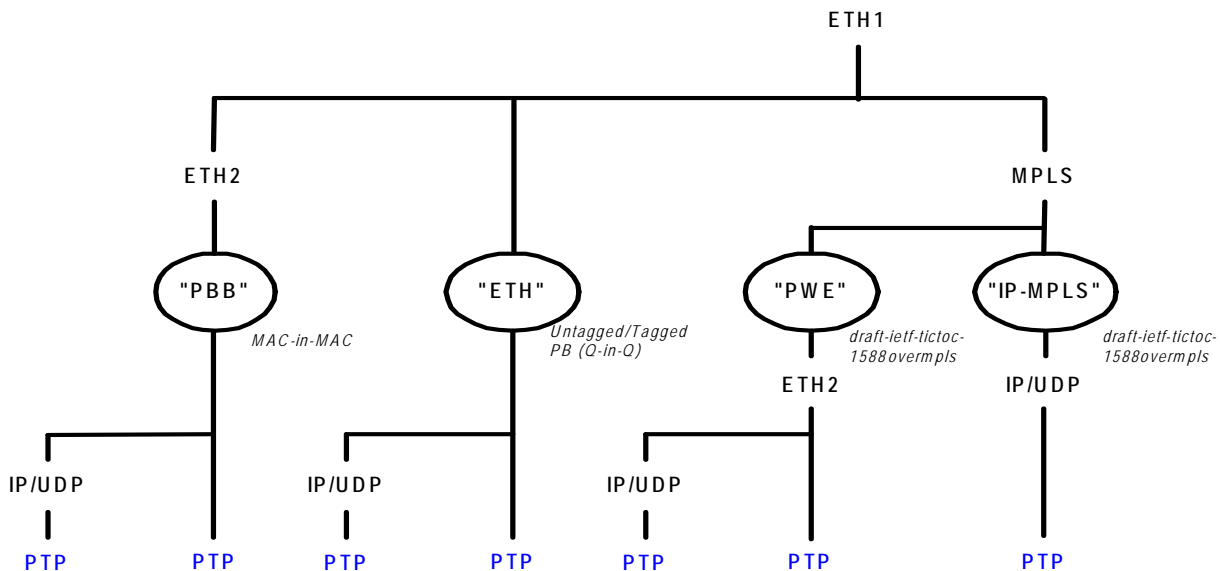 ETH1
ETH2
MPLS
"PBB"
"ETH"
"PWE"
"IP-MPLS"
MAC-in-MAC
Untagged/Tagged
PB (Q-in-Q)
draft-ietf-tictoc-
1588overmpls
draft-ietf-tictoc-
1588overmpls
ETH2
IP/UDP
IP/UDP
IP/UDP
IP/UDP
PTP
PTP
PTP
PTP
PTP
PTP
PTP